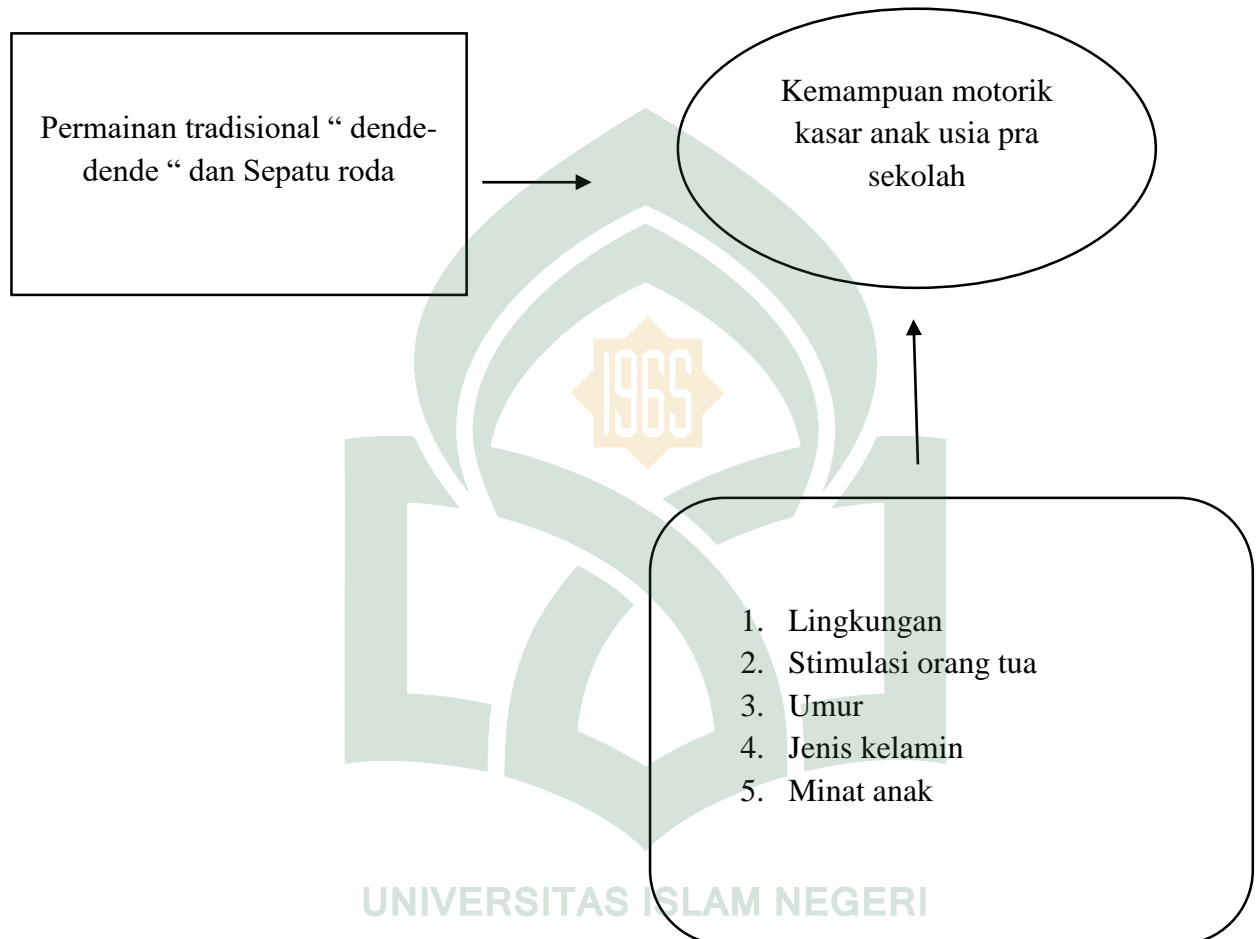 Permainan tradisional “ dende-
dende “ dan Sepatu roda
Kemampuan motorik
kasar anak usia pra
sekolah
1965
1. Lingkungan
2. Stimulasi orang tua
3. Umur
4. Jenis kelamin
5. Minat anak
UNIVERSITAS ISLAM NEGERI